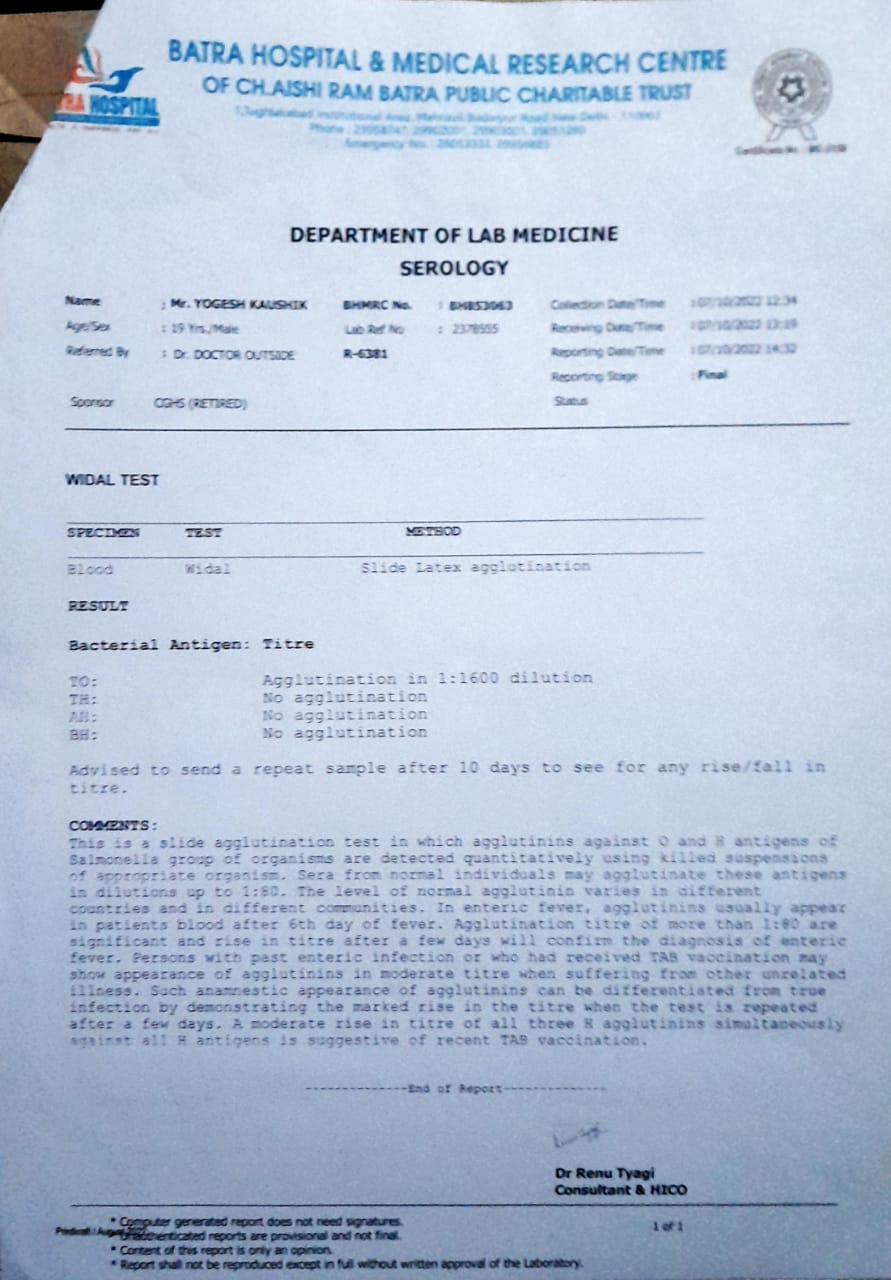 BATRA HOSPITAL & MEDICAL RESEARCH CENTRE
OF CH.AISHI RAM BATRA PUBLIC CHARITABLE TRUST
RA HOSPITAL
1,Tughlakabad Institutional Area, Mehrauli Badarpur Road New Delhi - 110062
Phone :
Emergency No. :
Certificate No.
DEPARTMENT OF LAB MEDICINE
SEROLOGY
Name : Mr. YOGESH KAUSHIK BHMRC No. : BH853063 Collection Date/Time : 07/10/2022 12:34
Age/Sex : 19 Yrs./Male Lab Ref No : 2378555 Receiving Date/Time : 07/10/2022 13:19
Referred By : Dr. DOCTOR OUTSIDE R-6381 Reporting Date/Time : 07/10/2022 14:32
Reporting Stage : Final
Sponsor CGHS (RETIRED) Status
WIDAL TEST
SPECIMEN TEST METHOD
Blood Widal Slide Latex agglutination
RESULT
Bacterial Antigen: Titre
TO: Agglutination in 1:1600 dilution
TH: No agglutination
AH: No agglutination
BH: No agglutination
Advised to send a repeat sample after 10 days to see for any rise/fall in
titre.
COMMENTS:
This is a slide agglutination test in which agglutinins against O and H antigens of
Salmonella group of organisms are detected quantitatively using killed suspensions
of appropriate organism. Sera from normal individuals may agglutinate these antigens
in dilutions up to 1:80. The level of normal agglutinin varies in different
countries and in different communities. In enteric fever, agglutinins usually appear
in patients blood after 6th day of fever. Agglutination titre of more than 1:80 are
significant and rise in titre after a few days will confirm the diagnosis of enteric
fever. Persons with past enteric infection or who had received TAB vaccination may
show appearance of agglutinins in moderate titre when suffering from other unrelated
illness. Such anamnestic appearance of agglutinins can be differentiated from true
infection by demonstrating the marked rise in the titre when the test is repeated
after a few days. A moderate rise in titre of all three H agglutinins simultaneously
against all H antigens is suggestive of recent TAB vaccination.
-------------End of Report-------------
Dr Renu Tyagi
Consultant & HICO
* Computer generated report does not need signatures.
* Unauthenticated reports are provisional and not final.
* Content of this report is only an opinion.
* Report shall not be reproduced except in full without written approval of the Laboratory.
1 of 1